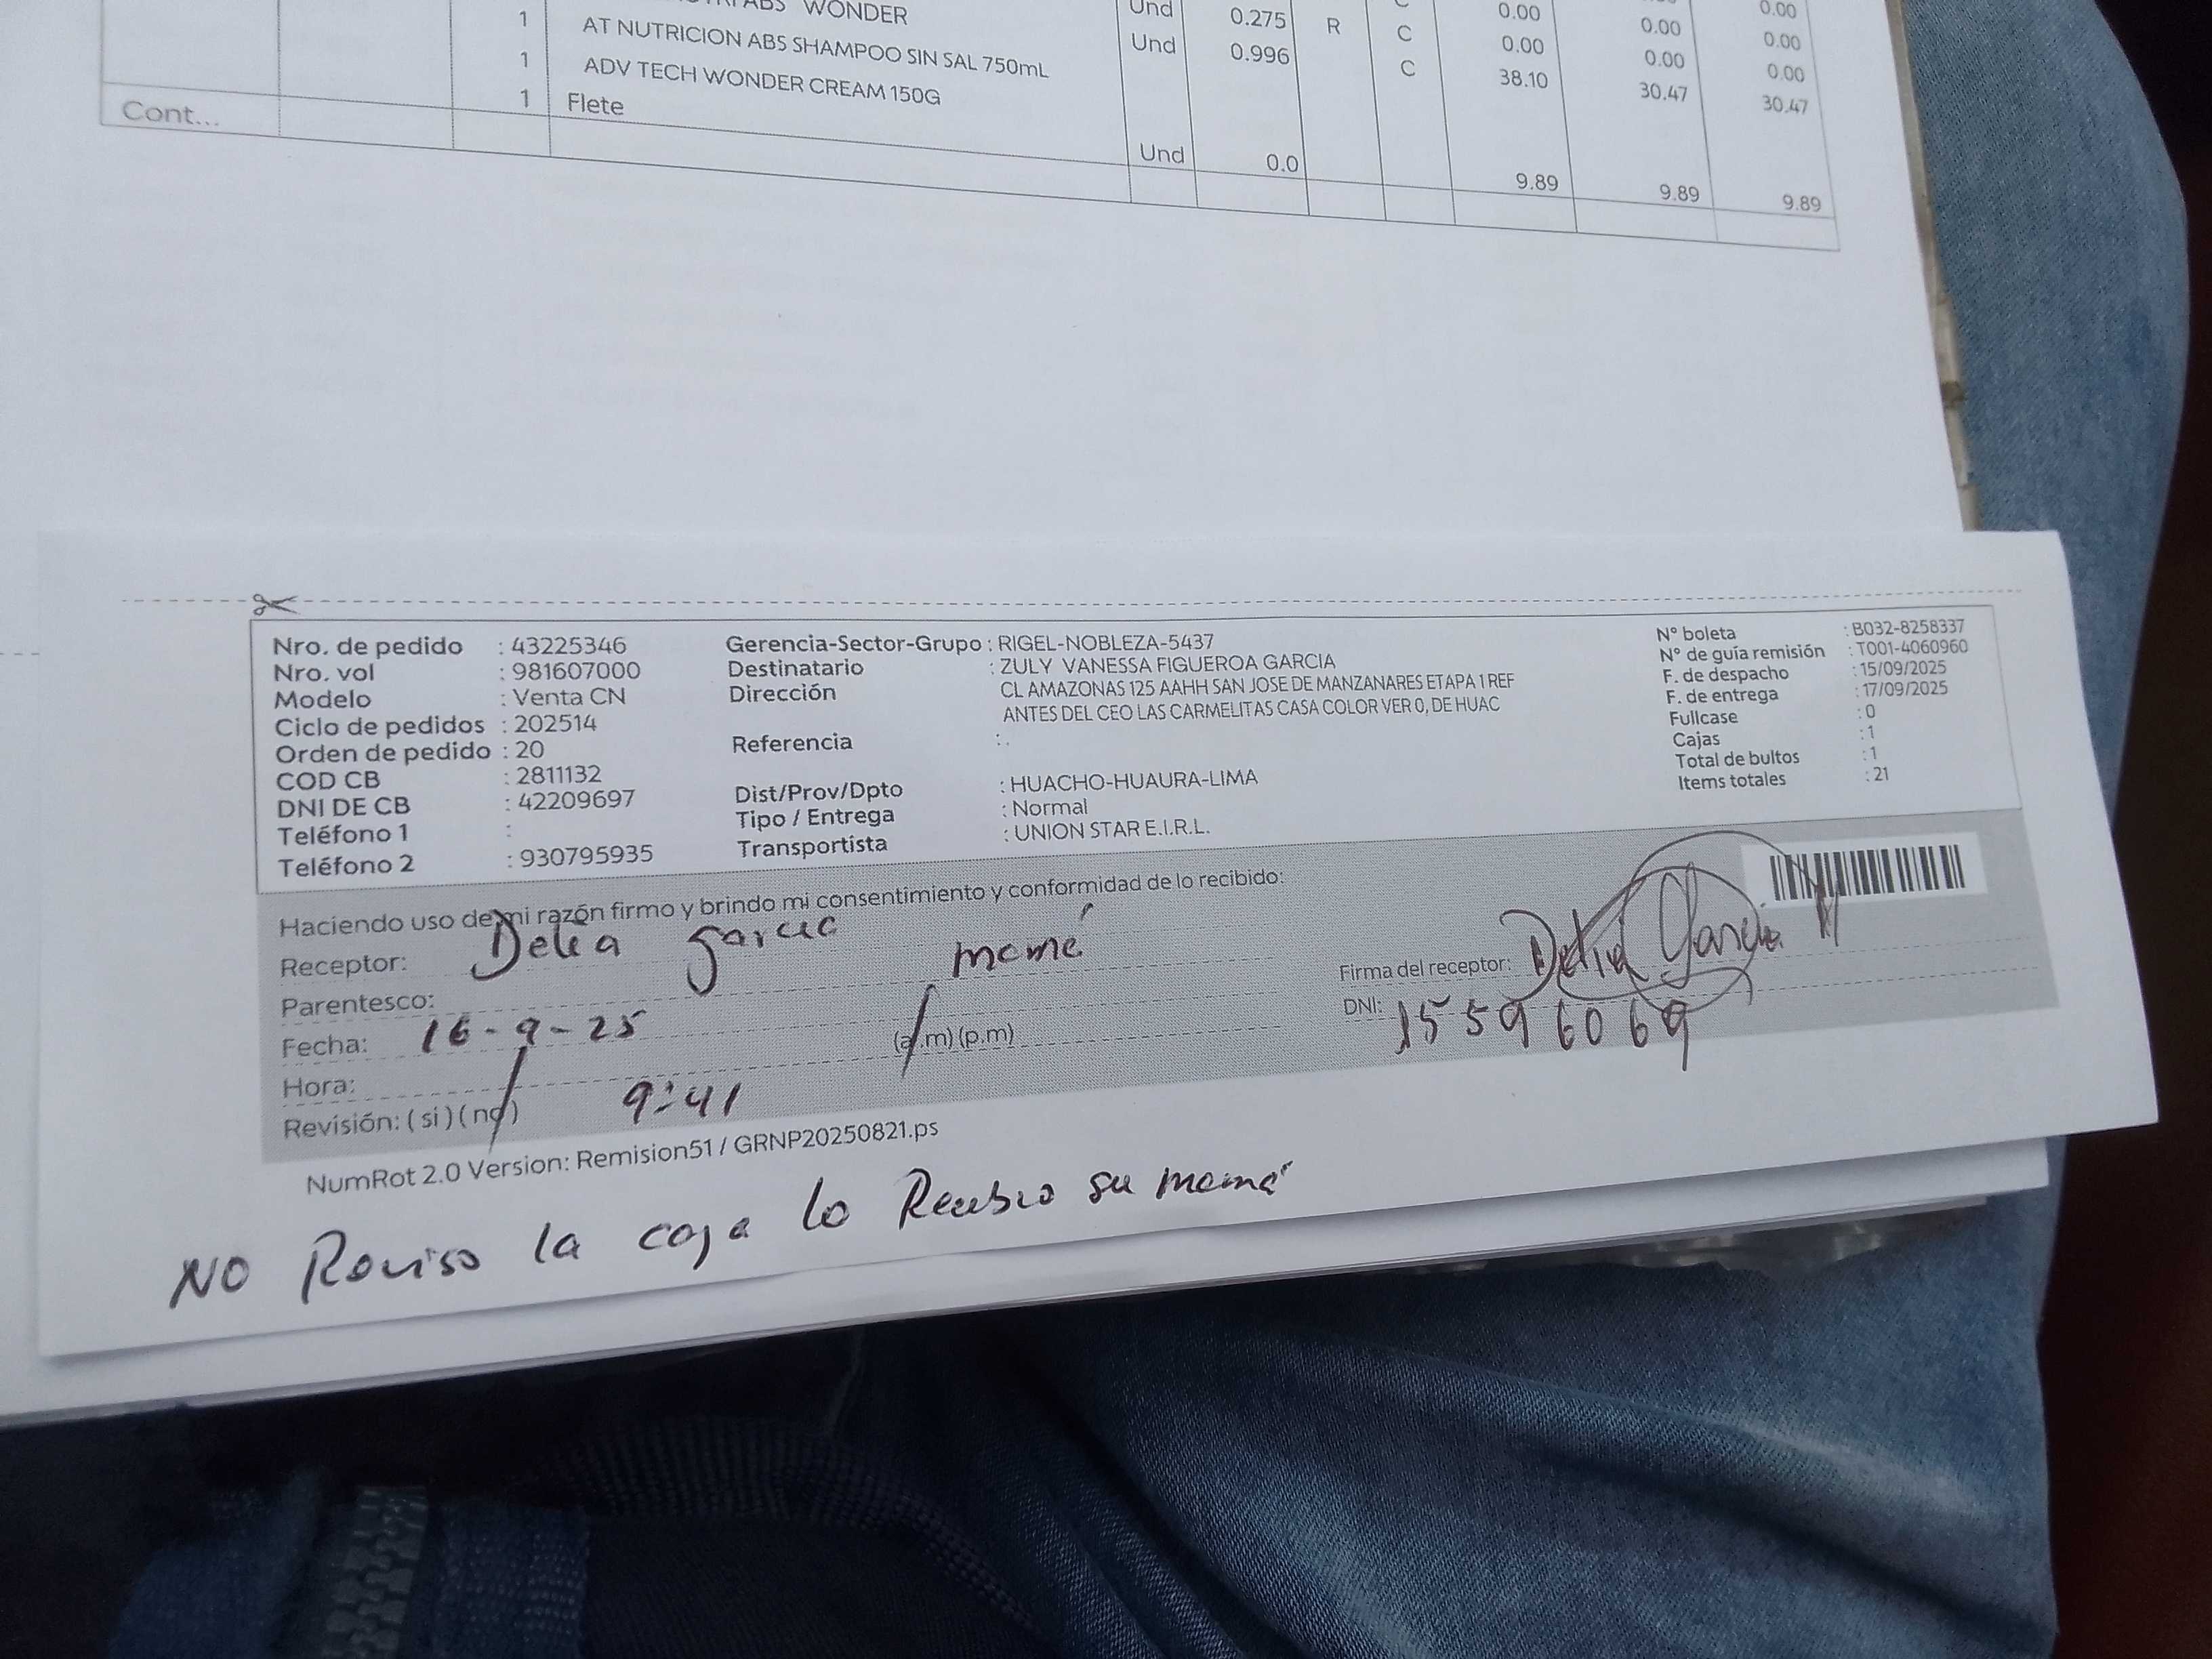 WONDER Und 0.275 R C 0.00 0.00 0.00
1 AT NUTRICION ABS SHAMPOO SIN SAL 750mL Und 0.996 C 0.00 0.00 0.00
1 ADV TECH WONDER CREAM 150G 38.10 30.47 30.47
Cont... 1 Flete Und 0.0 9.89 9.89 9.89
Nro. de pedido : 43225346
Nro. vol : 981607000
Modelo : Venta CN
Ciclo de pedidos : 202514
Orden de pedido : 20
COD CB : 2811132
DNI DE CB : 42209697
Teléfono 1 :
Teléfono 2 : 930795935
Gerencia-Sector-Grupo : RIGEL-NOBLEZA-5437
Destinatario : ZULY VANESSA FIGUEROA GARCIA
Dirección CL AMAZONAS 125 AAHH SAN JOSE DE MANZANARES ETAPA 1 REF
ANTES DEL CEO LAS CARMELITAS CASA COLOR VER 0, DE HUAC
Referencia : .
Dist/Prov/Dpto : HUACHO-HUAURA-LIMA
Tipo / Entrega : Normal
Transportista : UNION STAR E.I.R.L.
N° boleta : B032-8258337
N° de guía remisión : T001-4060960
F. de despacho : 15/09/2025
F. de entrega : 17/09/2025
Fullcase : 0
Cajas : 1
Total de bultos : 1
Items totales : 21
Haciendo uso de mi razón firmo y brindo mi consentimiento y conformidad de lo recibido:
Receptor: Delia Garcia mamá
Parentesco:
Fecha: 16-9-25 (a.m) (p.m)
Hora:
Revisión: ( si ) ( no ) 9:41
Firma del receptor: Delia Garcia M
DNI: 15596069
NumRot 2.0 Version: Remision51 / GRNP20250821.ps
NO Reviso la caja lo Recibio su mamá